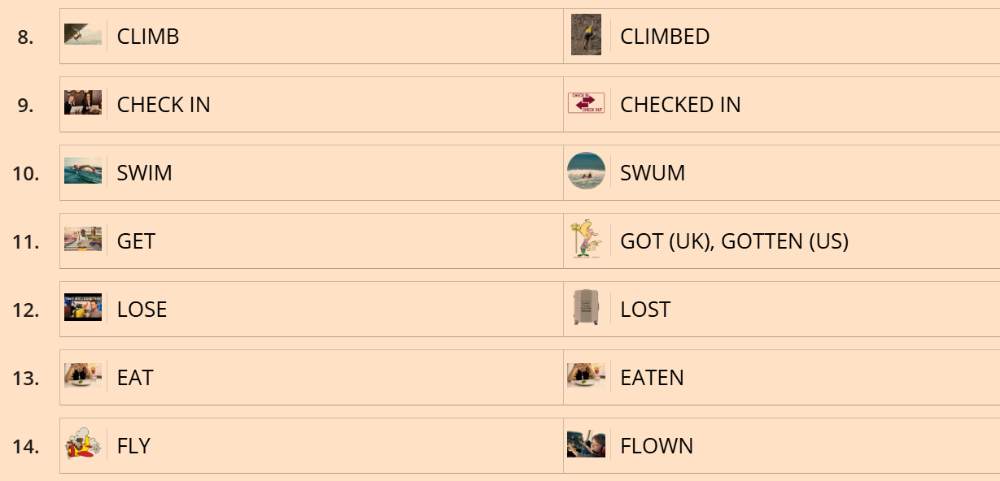 8. CLIMB CLIMBED
9. CHECK IN CHECKED IN
CHECK IN
CHECK OUT
10. SWIM SWUM
11. GET GOT (UK), GOTTEN (US)
12. LOSE LOST
13. EAT EATEN
14. FLY FLOWN